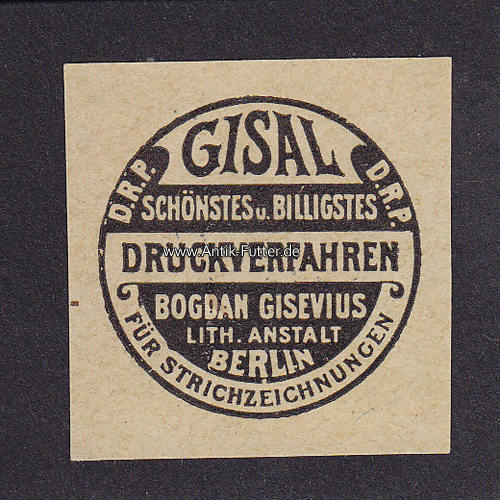 GISAL
D.R.P.
D.R.P.
SCHÖNSTES u. BILLIGSTES
www.Antik-Futter.de
DRUCKVERFAHREN
BOGDAN GISEVIUS
LITH. ANSTALT
BERLIN
FÜR STRICHZEICHNUNGEN